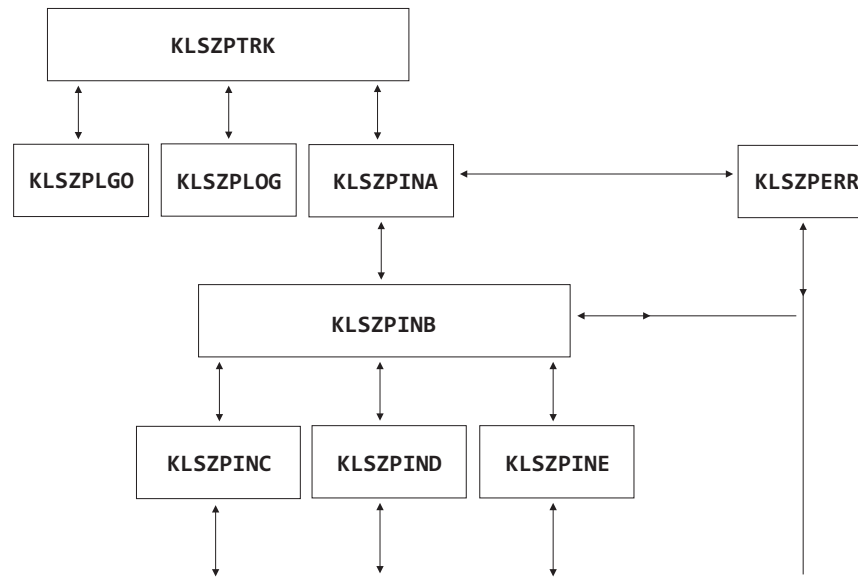 KLSZPTRK
KLSZPLGO
KLSZPLOG
KLSZPINA
KLSZPERR
KLSZPINB
KLSZPINC
KLSZPIND
KLSZPINE